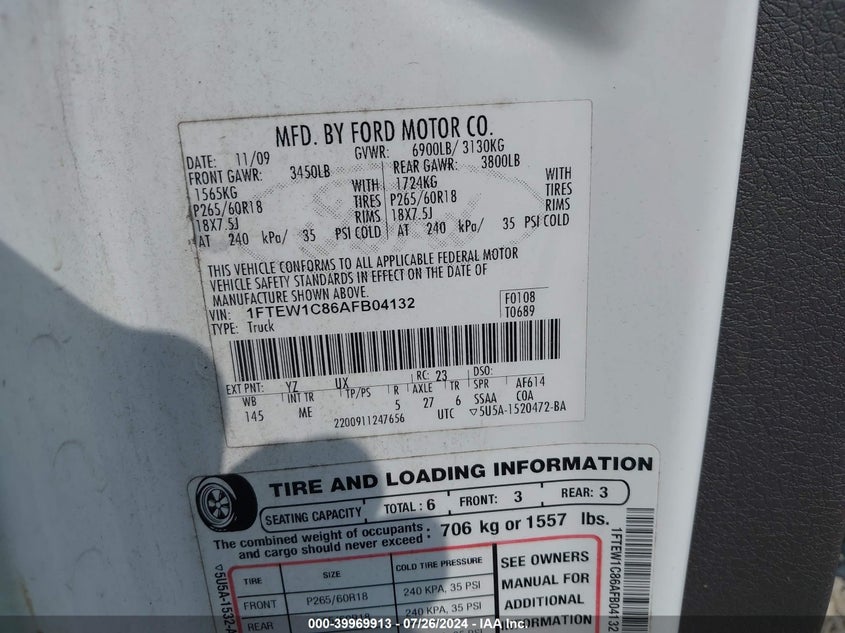 MFD. BY FORD MOTOR CO.
DATE: 11/09 GVWR: 6900LB/ 3130KG
FRONT GAWR: 3450LB REAR GAWR: 3800LB
1565KG WITH 1724KG WITH
P265/60R18 TIRES P265/60R18 TIRES
18X7.5J RIMS 18X7.5J RIMS
AT 240 kPa/ 35 PSI COLD AT 240 kPa/ 35 PSI COLD
THIS VEHICLE CONFORMS TO ALL APPLICABLE FEDERAL MOTOR
VEHICLE SAFETY STANDARDS IN EFFECT ON THE DATE OF
MANUFACTURE SHOWN ABOVE.
VIN: 1FTEW1C86AFB04132 F0108
TYPE: Truck T0689
EXT PNT: YZ UX RC: 23 DSO:
WB INT TR TP/PS R AXLE TR SPR AF614
145 ME 5 27 6 SSAA COA
2200911247656 UTC ▽5U5A-1520472-BA
TIRE AND LOADING INFORMATION
SEATING CAPACITY TOTAL: 6 FRONT: 3 REAR: 3
The combined weight of occupants
and cargo should never exceed : 706 kg or 1557 lbs.
TIRE SIZE COLD TIRE PRESSURE SEE OWNERS
FRONT P265/60R18 240 KPA, 35 PSI MANUAL FOR
REAR P265/60R18 240 KPA, 35 PSI ADDITIONAL
INFORMATION
35 PSI
▽5U5A-1532-A
1FTEW1C86AFB04132
000-39969913 - 07/26/2024 - IAA Inc.